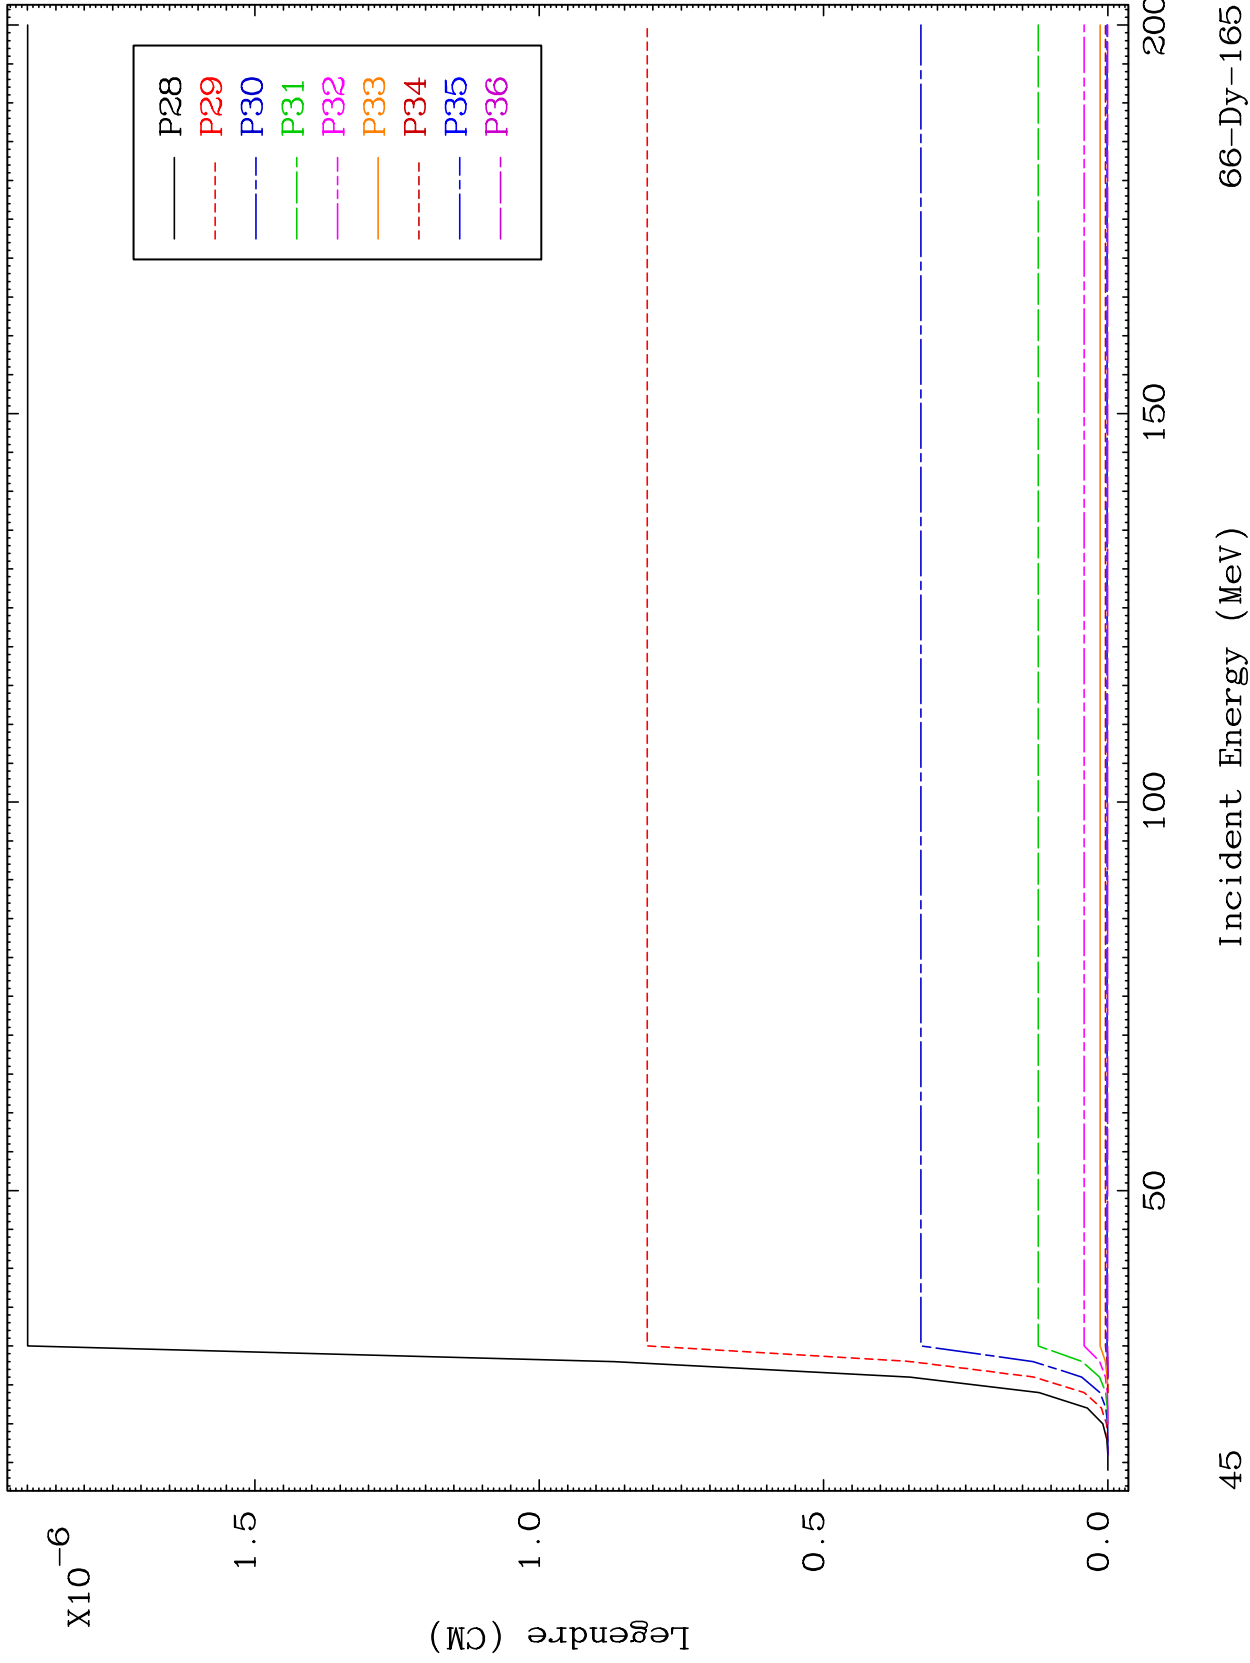 X10-6
1.5
1.0
0.5
0.0
Legendre (CM)
P28
P29
P30
P31
P32
P33
P34
P35
P36
50
100
150
200
Incident Energy (MeV)
45
66-Dy-165